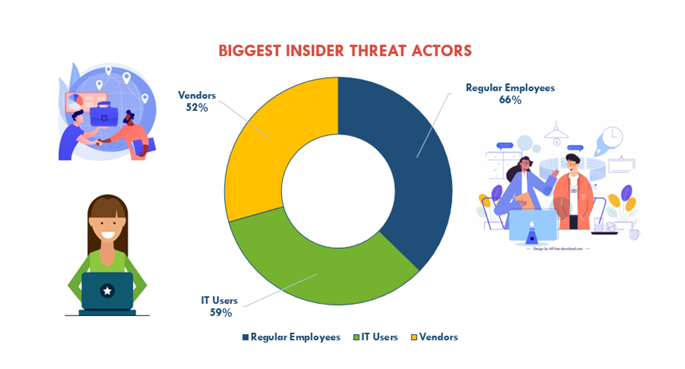 BIGGEST INSIDER THREAT ACTORS
Vendors
52%
Regular Employees
66%
IT Users
59%
Regular Employees IT Users Vendors